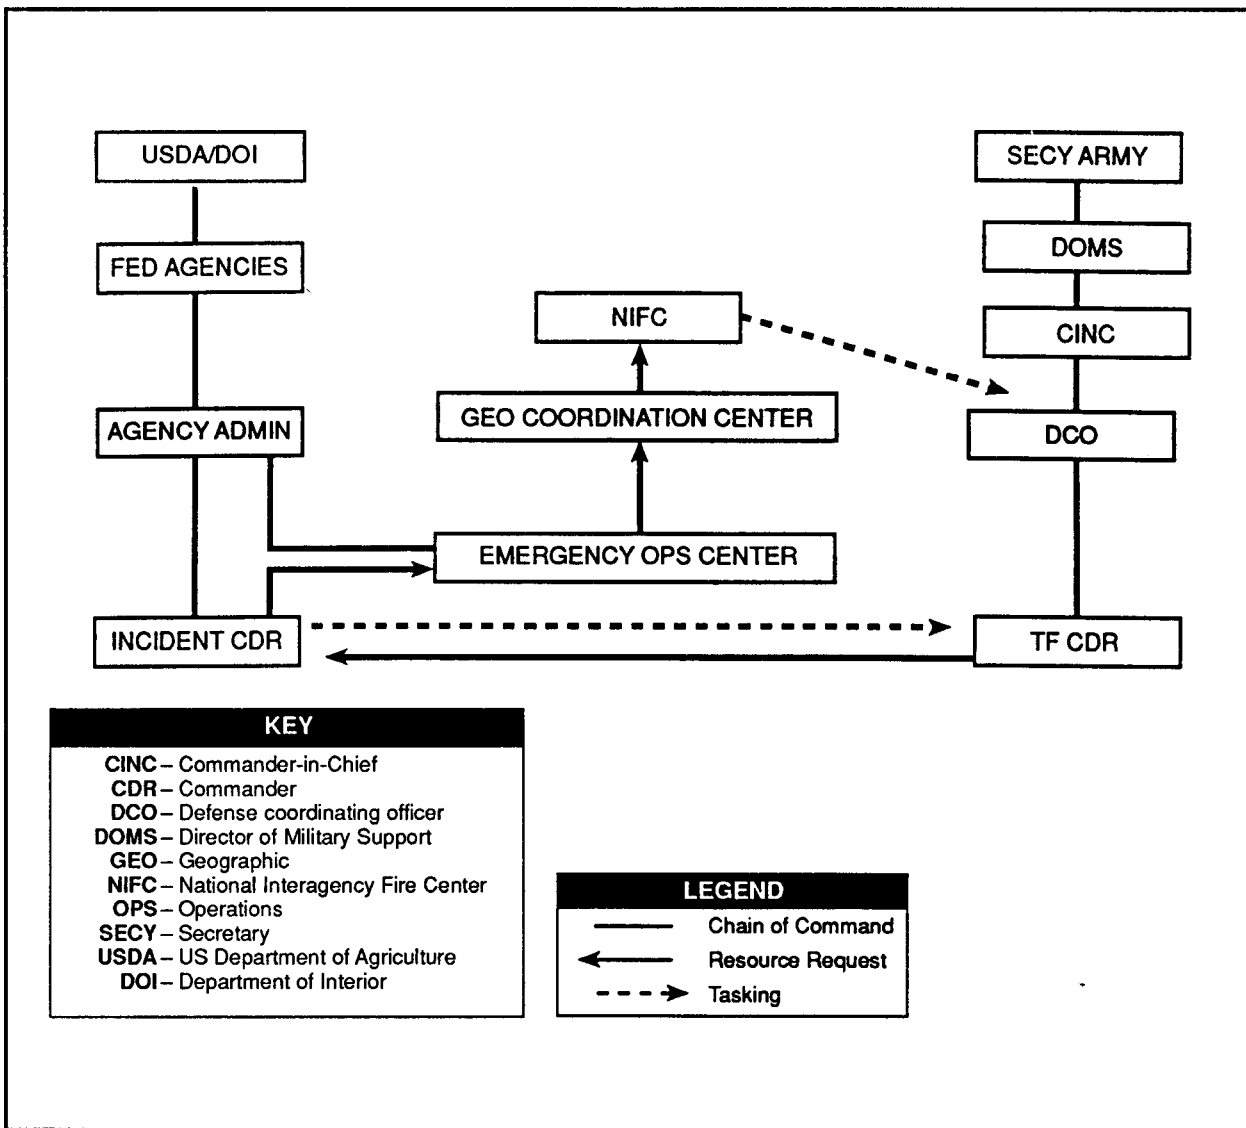 USDA/DOI
SECY ARMY
FED AGENCIES
DOMS
NIFC
CINC
AGENCY ADMIN
GEO COORDINATION CENTER
DCO
EMERGENCY OPS CENTER
INCIDENT CDR
TF CDR
KEY
CINC – Commander-in-Chief
CDR – Commander
DCO – Defense coordinating officer
DOMS – Director of Military Support
GEO – Geographic
NIFC – National Interagency Fire Center
OPS – Operations
SECY – Secretary
USDA – US Department of Agriculture
DOI – Department of Interior
LEGEND
Chain of Command
Resource Request
Tasking